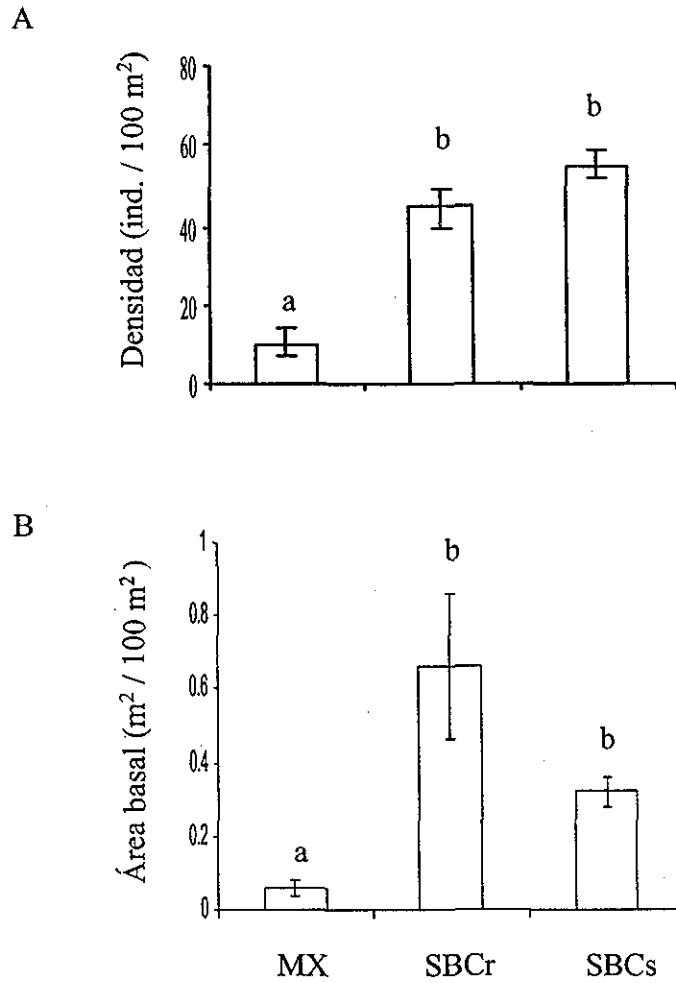 A
Densidad (ind. / 100 m²)
80
60
40
20
0
a
b
b
B
Área basal (m² / 100 m²)
1
0.8
0.6
0.4
0.2
0
a
b
b
MX SBCr SBCs